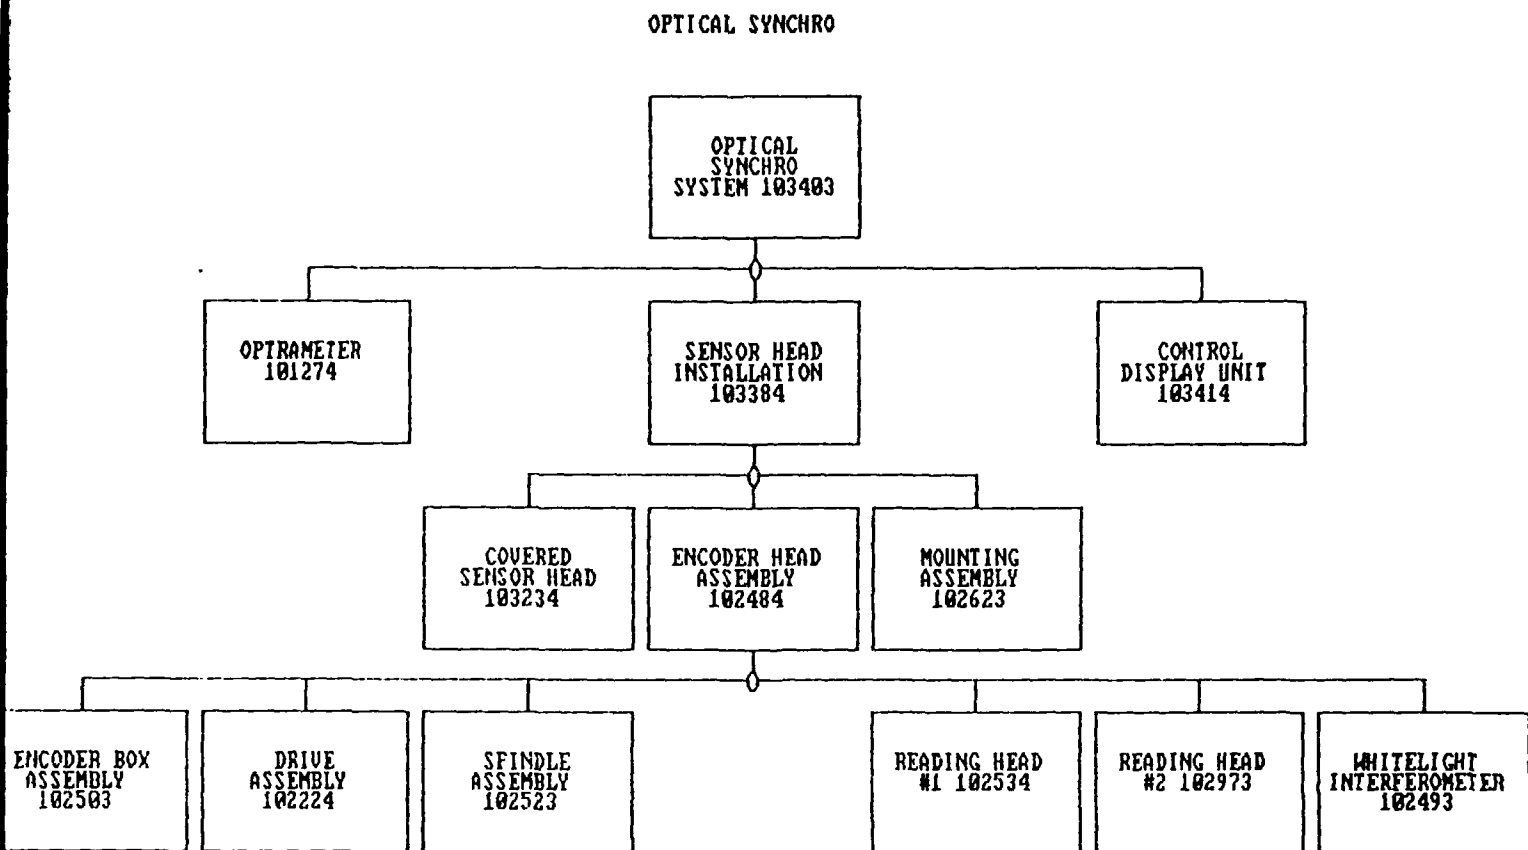 OPTICAL SYNCHRO
OPTICAL
SYNCHRO
SYSTEM 103403
OPTRAMETER
101274
SENSOR HEAD
INSTALLATION
103384
CONTROL
DISPLAY UNIT
103414
COVERED
SENSOR HEAD
103234
ENCODER HEAD
ASSEMBLY
102484
MOUNTING
ASSEMBLY
102623
ENCODER BOX
ASSEMBLY
102503
DRIVE
ASSEMBLY
102224
SPINDLE
ASSEMBLY
102523
READING HEAD
#1 102534
READING HEAD
#2 102973
WHITELIGHT
INTERFEROMETER
102493